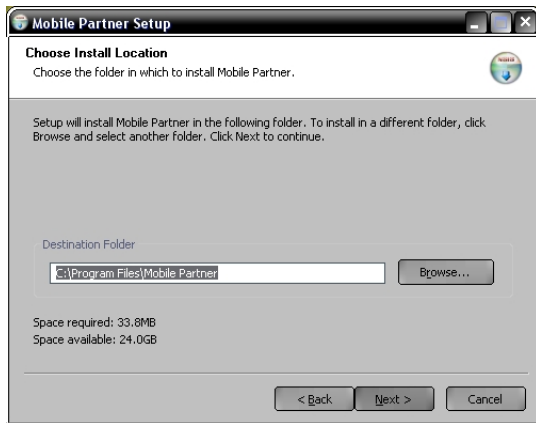 Mobile Partner Setup
Choose Install Location
Choose the folder in which to install Mobile Partner.
Setup will install Mobile Partner in the following folder. To install in a different folder, click
Browse and select another folder. Click Next to continue.
Destination Folder
C:\Program Files\Mobile Partner
Browse...
Space required: 33.8MB
Space available: 24.0GB
< Back Next > Cancel